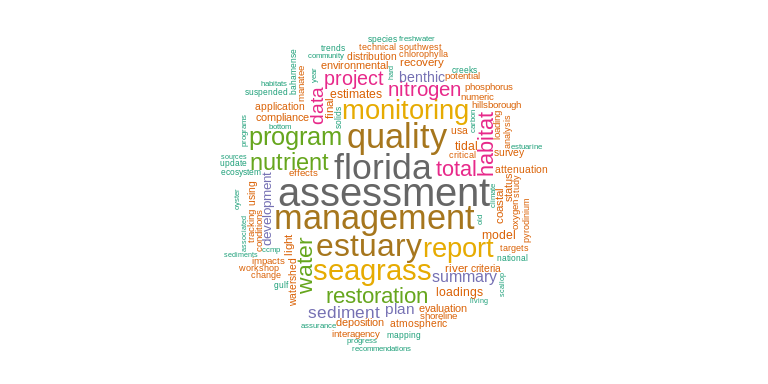 species freshwater
trends technical southwest
community distribution chlorophylla
environmental recovery
creeks
habitats year project hard benthic potential
bahamense
suspended manatee data estimates nitrogen phosphorus
numeric
application final monitoring hillsborough
compliance solids carbon loading
bottom
programs program quality usa tidal habitat analysis estuarine
sources nutrient florida total critical survey
update
ecosystem effects attenuation
assessment climate status study
oyster using development
management old coastal oxygen pyrodinium
associated tracking conditions light model
ccmp estuary report targets
sediments water national
impacts seagrass river criteria
workshop
change watershed summary scallop
gulf restoration loadings
living
sediment plan evaluation
shoreline
assurance deposition atmospheric
interagency mapping
progress
recommendations